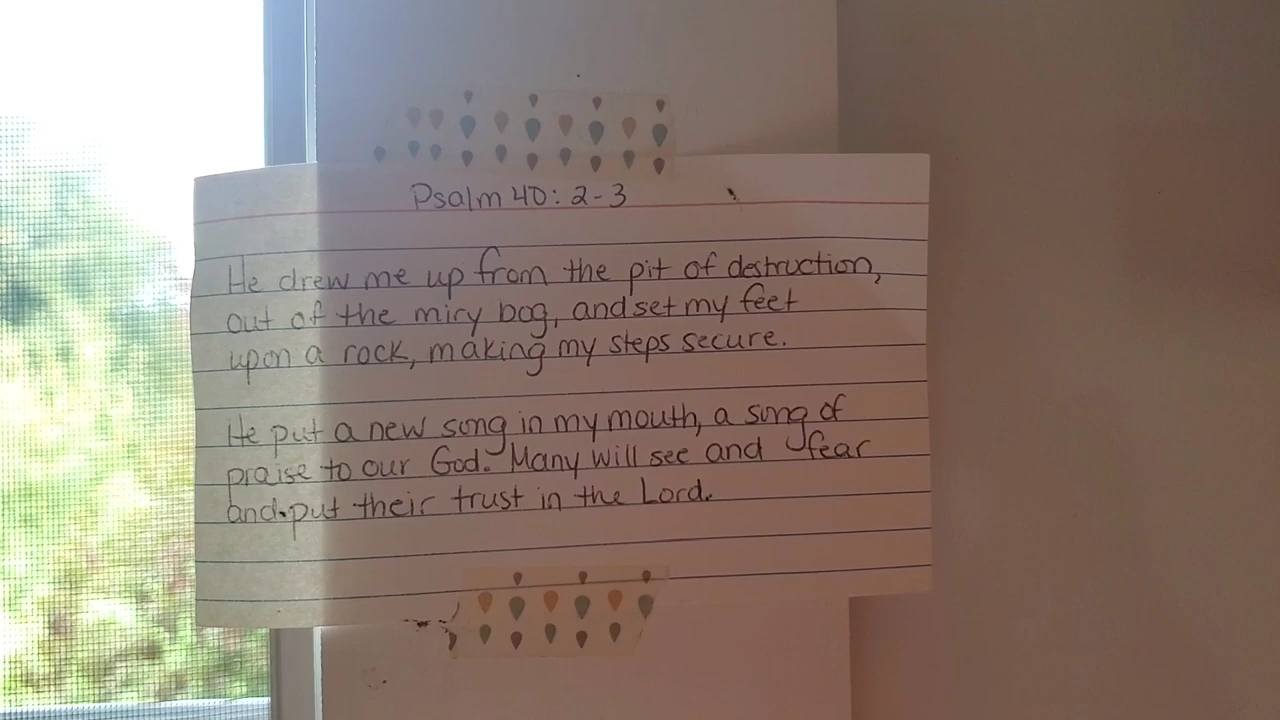 Psalm 40: 2-3
He drew me up from the pit of destruction,
out of the miry bog, and set my feet
upon a rock, making my steps secure.
He put a new song in my mouth, a song of
praise to our God. Many will see and fear
and put their trust in the Lord.